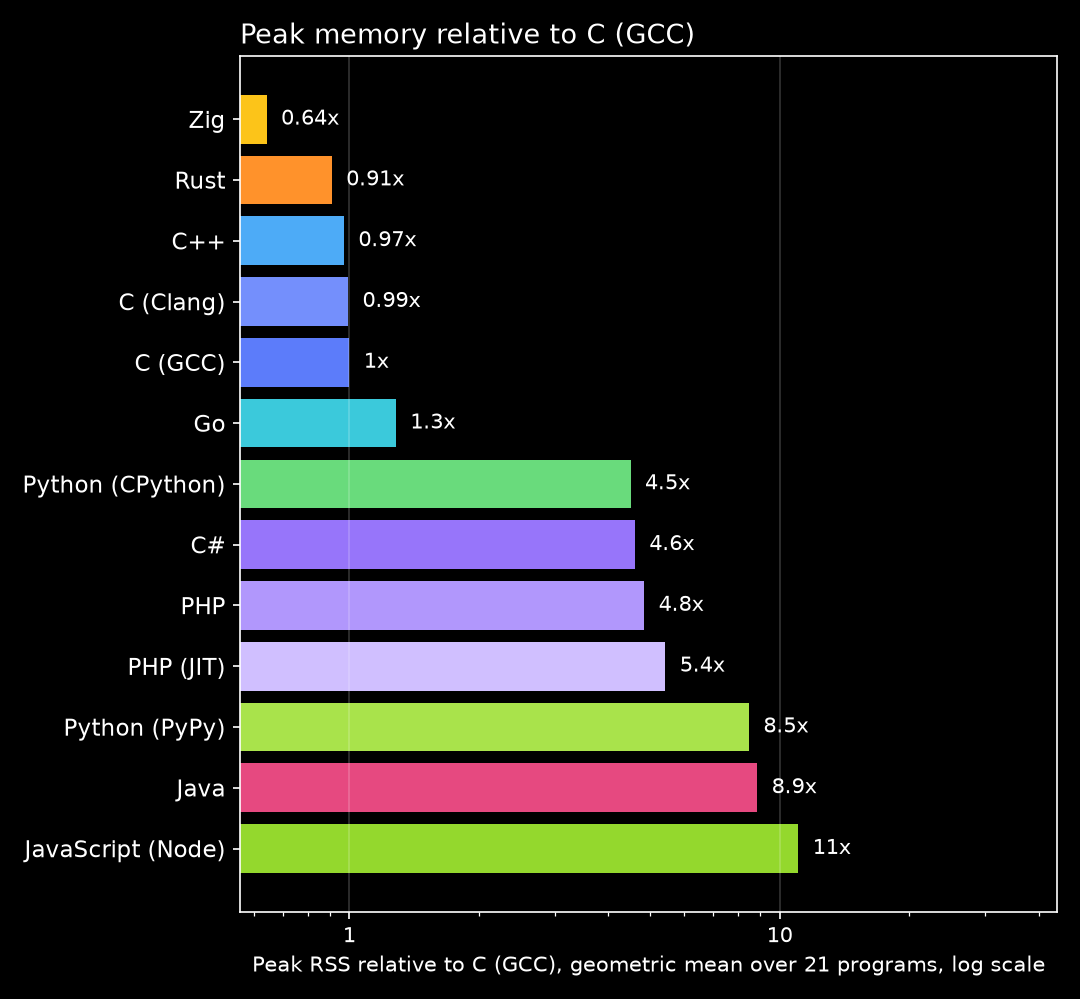 Peak memory relative to C (GCC)
Zig 0.64x
Rust 0.91x
C++ 0.97x
C (Clang) 0.99x
C (GCC) 1x
Go 1.3x
Python (CPython) 4.5x
C# 4.6x
PHP 4.8x
PHP (JIT) 5.4x
Python (PyPy) 8.5x
Java 8.9x
JavaScript (Node) 11x
1 10
Peak RSS relative to C (GCC), geometric mean over 21 programs, log scale